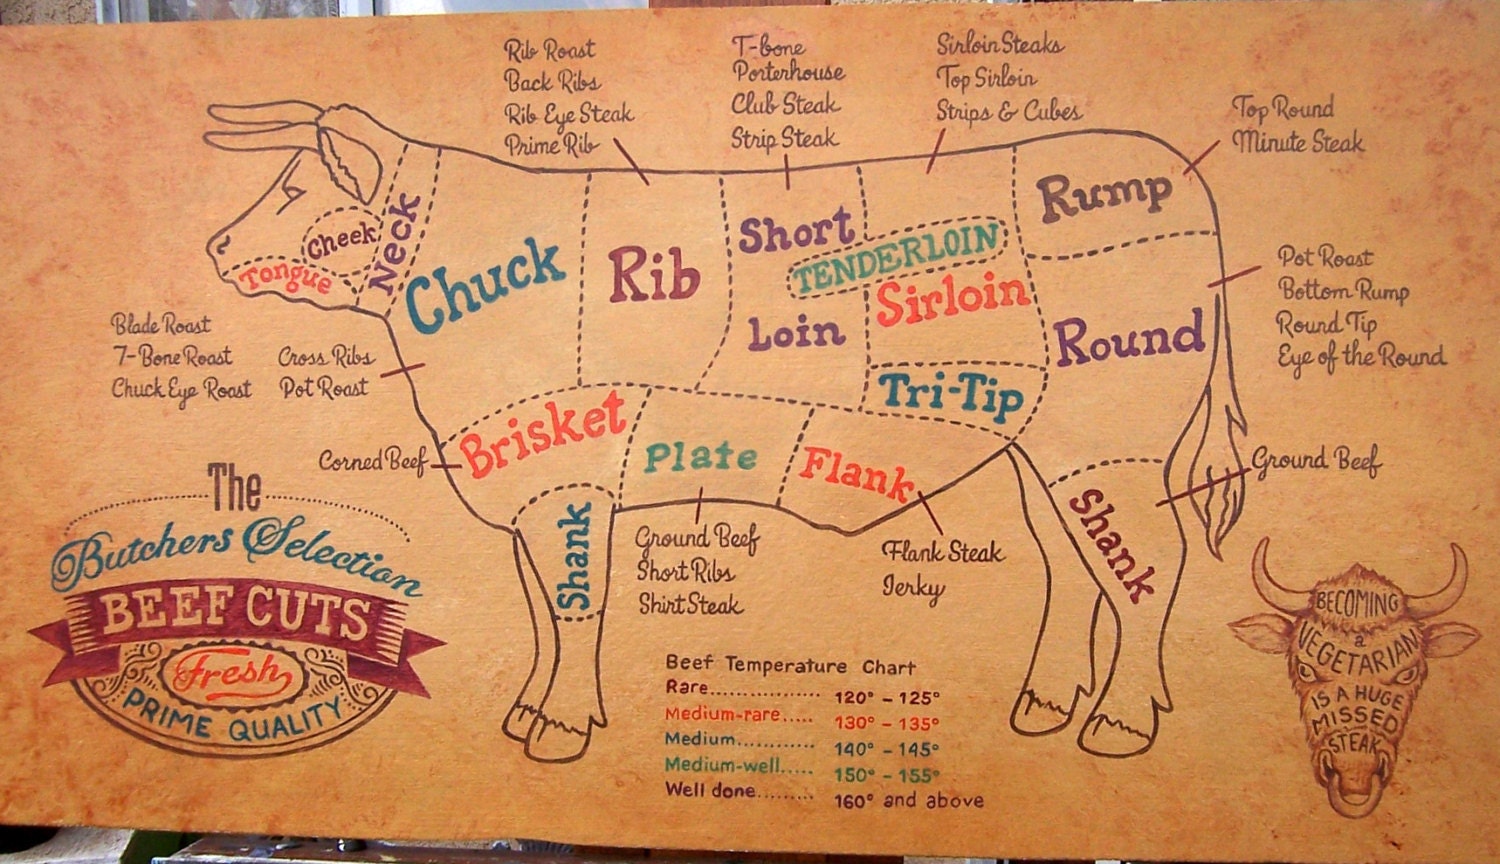 Rib Roast
Back Ribs
Rib Eye Steak
Prime Rib
T-bone
Porterhouse
Club Steak
Strip Steak
Sirloin Steaks
Top Sirloin
Strips & Cubes
Top Round
Minute Steak
Cheek
Tongue
Neck
Chuck
Rib
Short
Loin
TENDERLOIN
Sirloin
Tri-Tip
Rump
Round
Pot Roast
Bottom Rump
Round Tip
Eye of the Round
Blade Roast
7-Bone Roast
Chuck Eye Roast
Cross Ribs
Pot Roast
Corned Beef
Brisket
Plate
Flank
Shank
Shank
Ground Beef
Ground Beef
Short Ribs
Shirt Steak
Flank Steak
Jerky
The
Butchers Selection
BEEF CUTS
Fresh
PRIME QUALITY
Beef Temperature Chart
Rare.............. 120° - 125°
Medium-rare..... 130° - 135°
Medium............ 140° - 145°
Medium-well..... 150° - 155°
Well done......... 160° and above
BECOMING
a
VEGETARIAN
IS A HUGE
MISSED
STEAK